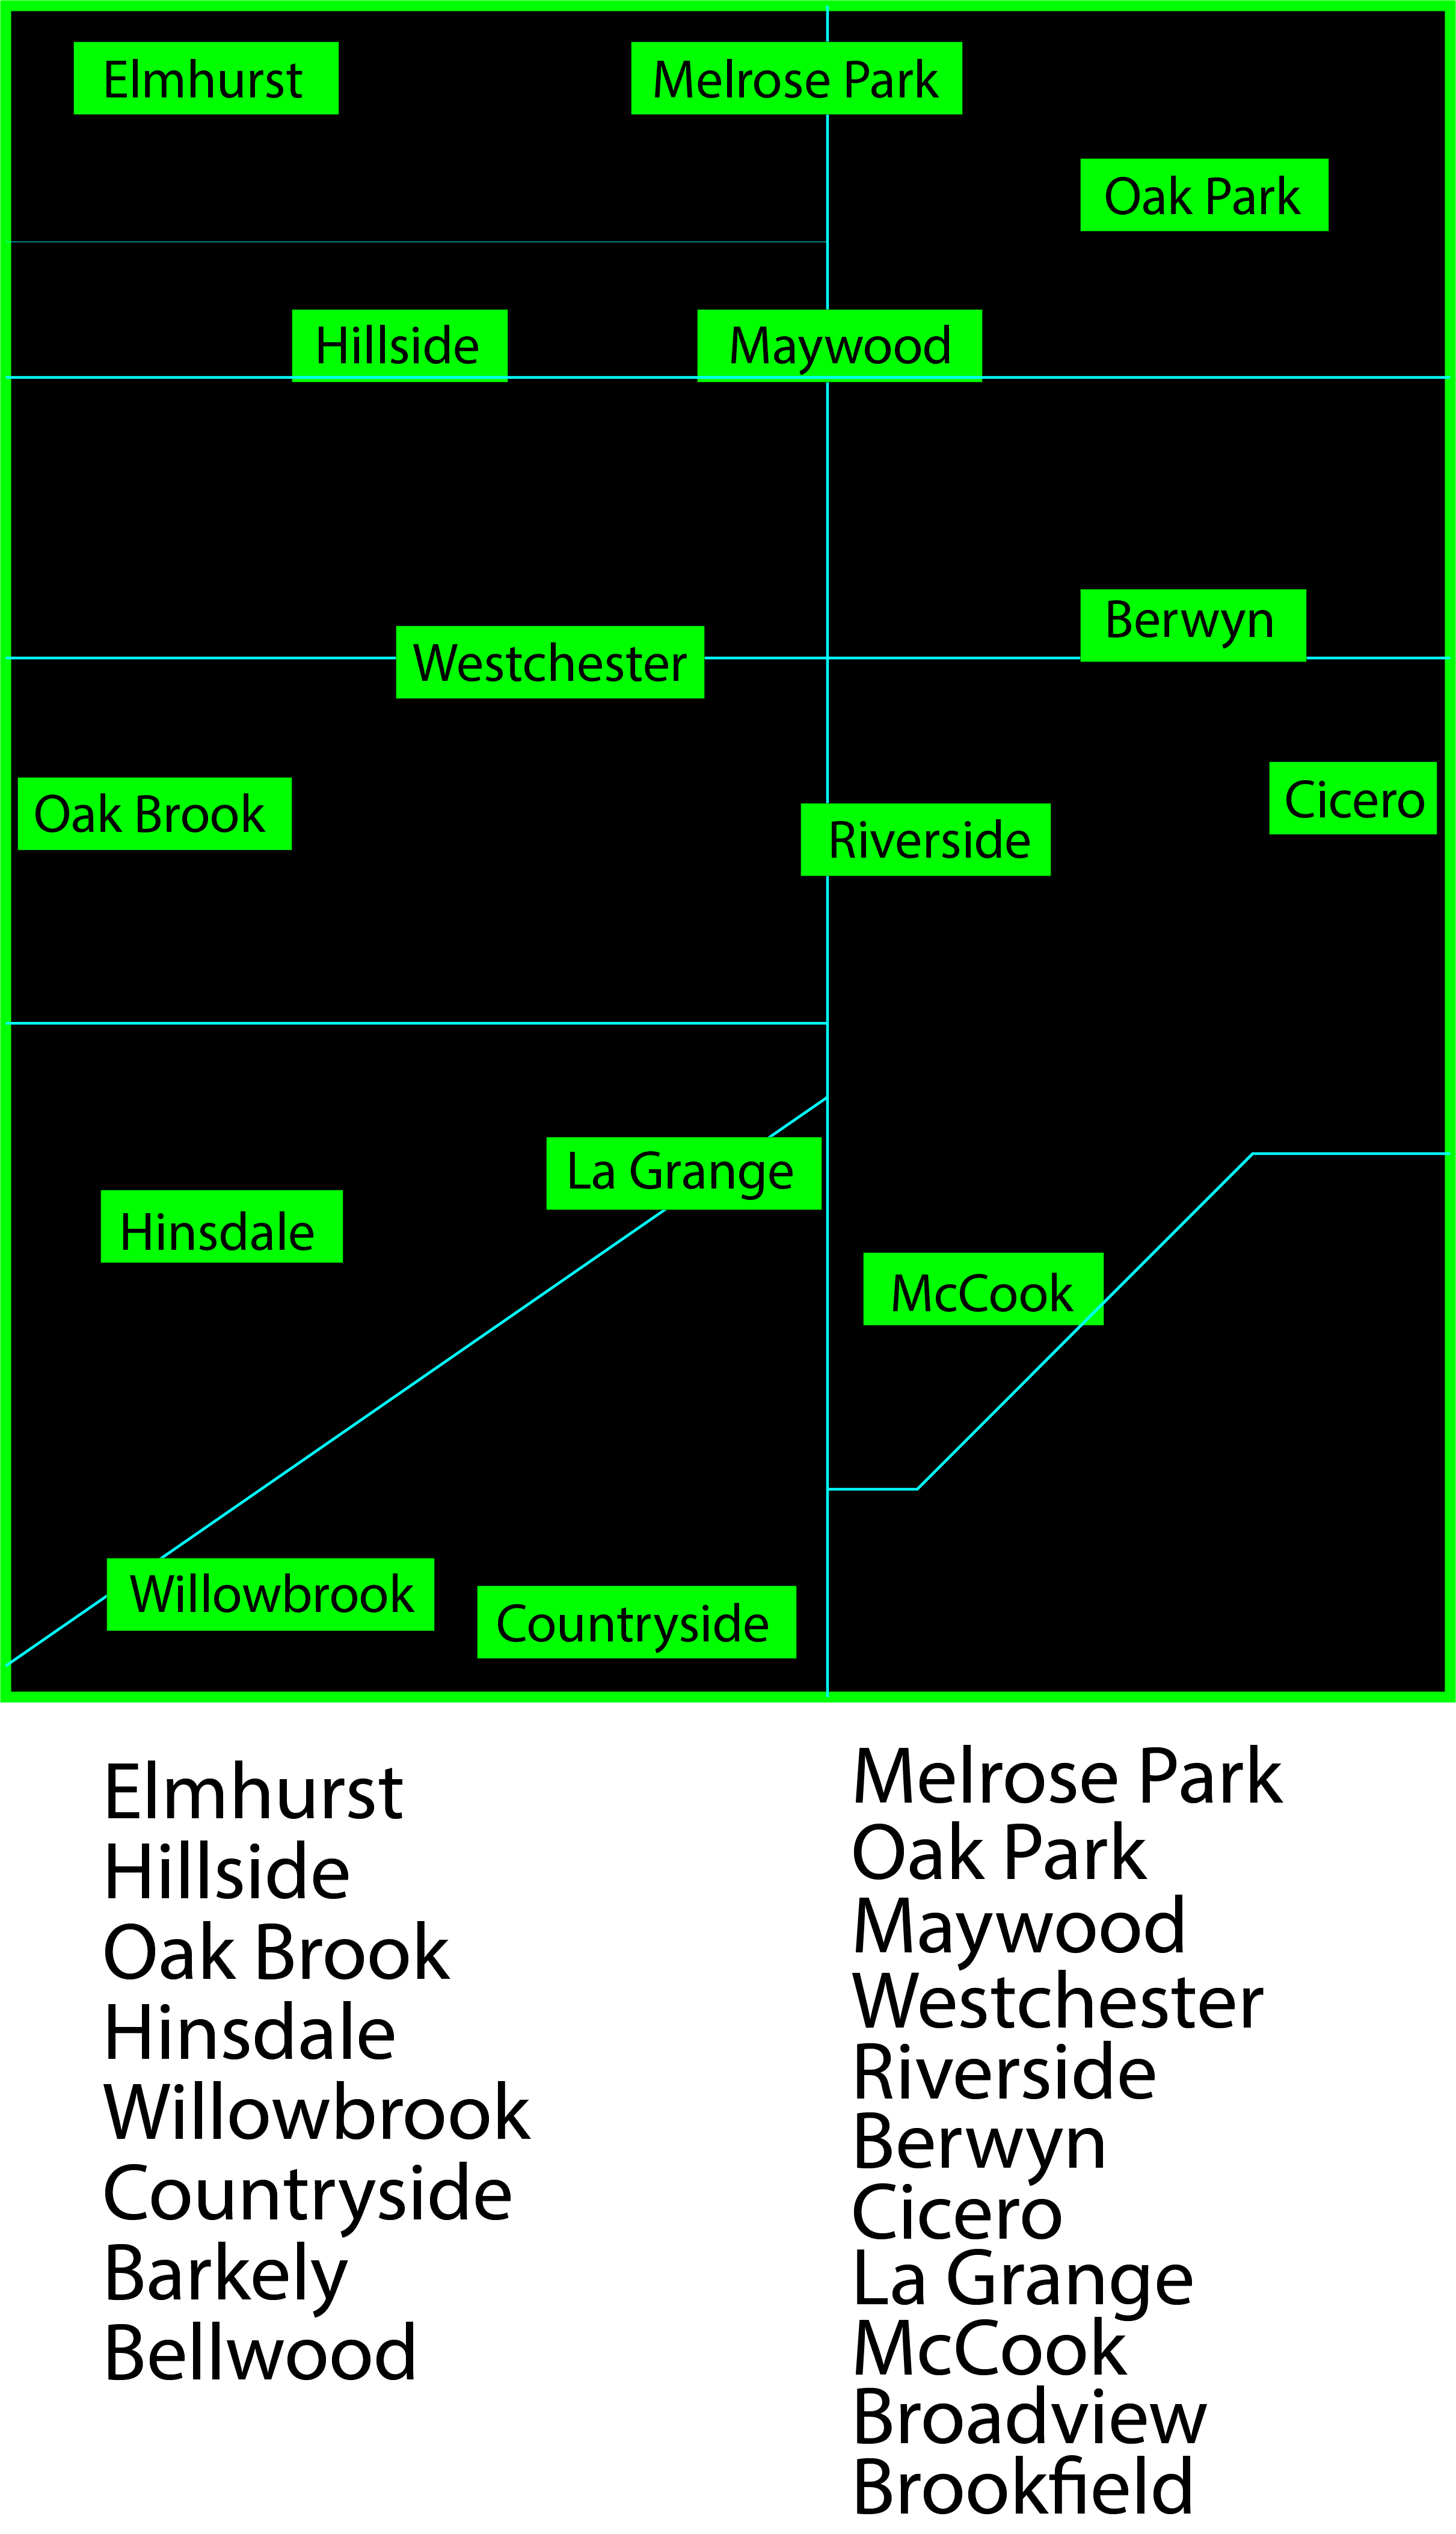 Elmhurst
Melrose Park
Oak Park
Hillside
Maywood
Berwyn
Westchester
Oak Brook
Cicero
Riverside
La Grange
Hinsdale
McCook
Willowbrook
Countryside
Elmhurst
Hillside
Oak Brook
Hinsdale
Willowbrook
Countryside
Barkely
Bellwood
Melrose Park
Oak Park
Maywood
Westchester
Riverside
Berwyn
Cicero
La Grange
McCook
Broadview
Brookfield